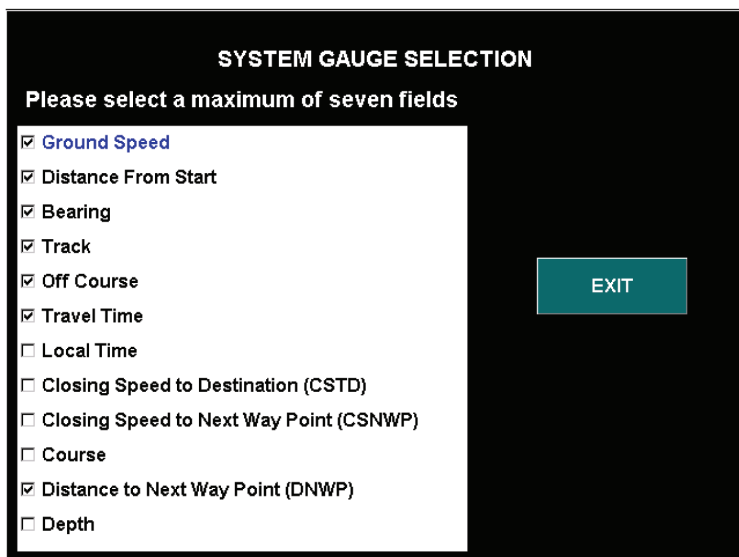 SYSTEM GAUGE SELECTION
Please select a maximum of seven fields
Ground Speed
Distance From Start
Bearing
Track
Off Course
EXIT
Travel Time
Local Time
Closing Speed to Destination (CSTD)
Closing Speed to Next Way Point (CSNWP)
Course
Distance to Next Way Point (DNWP)
Depth